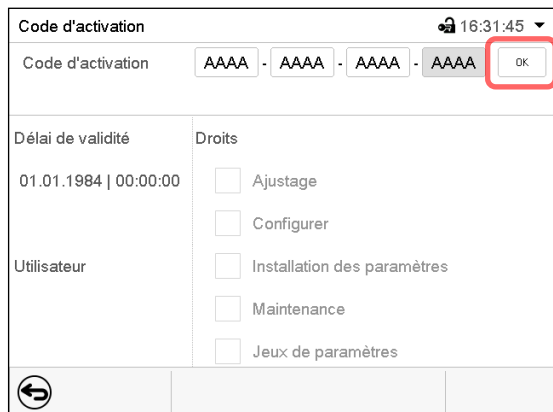 Code d'activation 16:31:45
Code d'activation AAAA - AAAA - AAAA - AAAA OK
Délai de validité Droits
01.01.1984 | 00:00:00 Ajustage
Configurer
Utilisateur Installation des paramètres
Maintenance
Jeux de paramètres